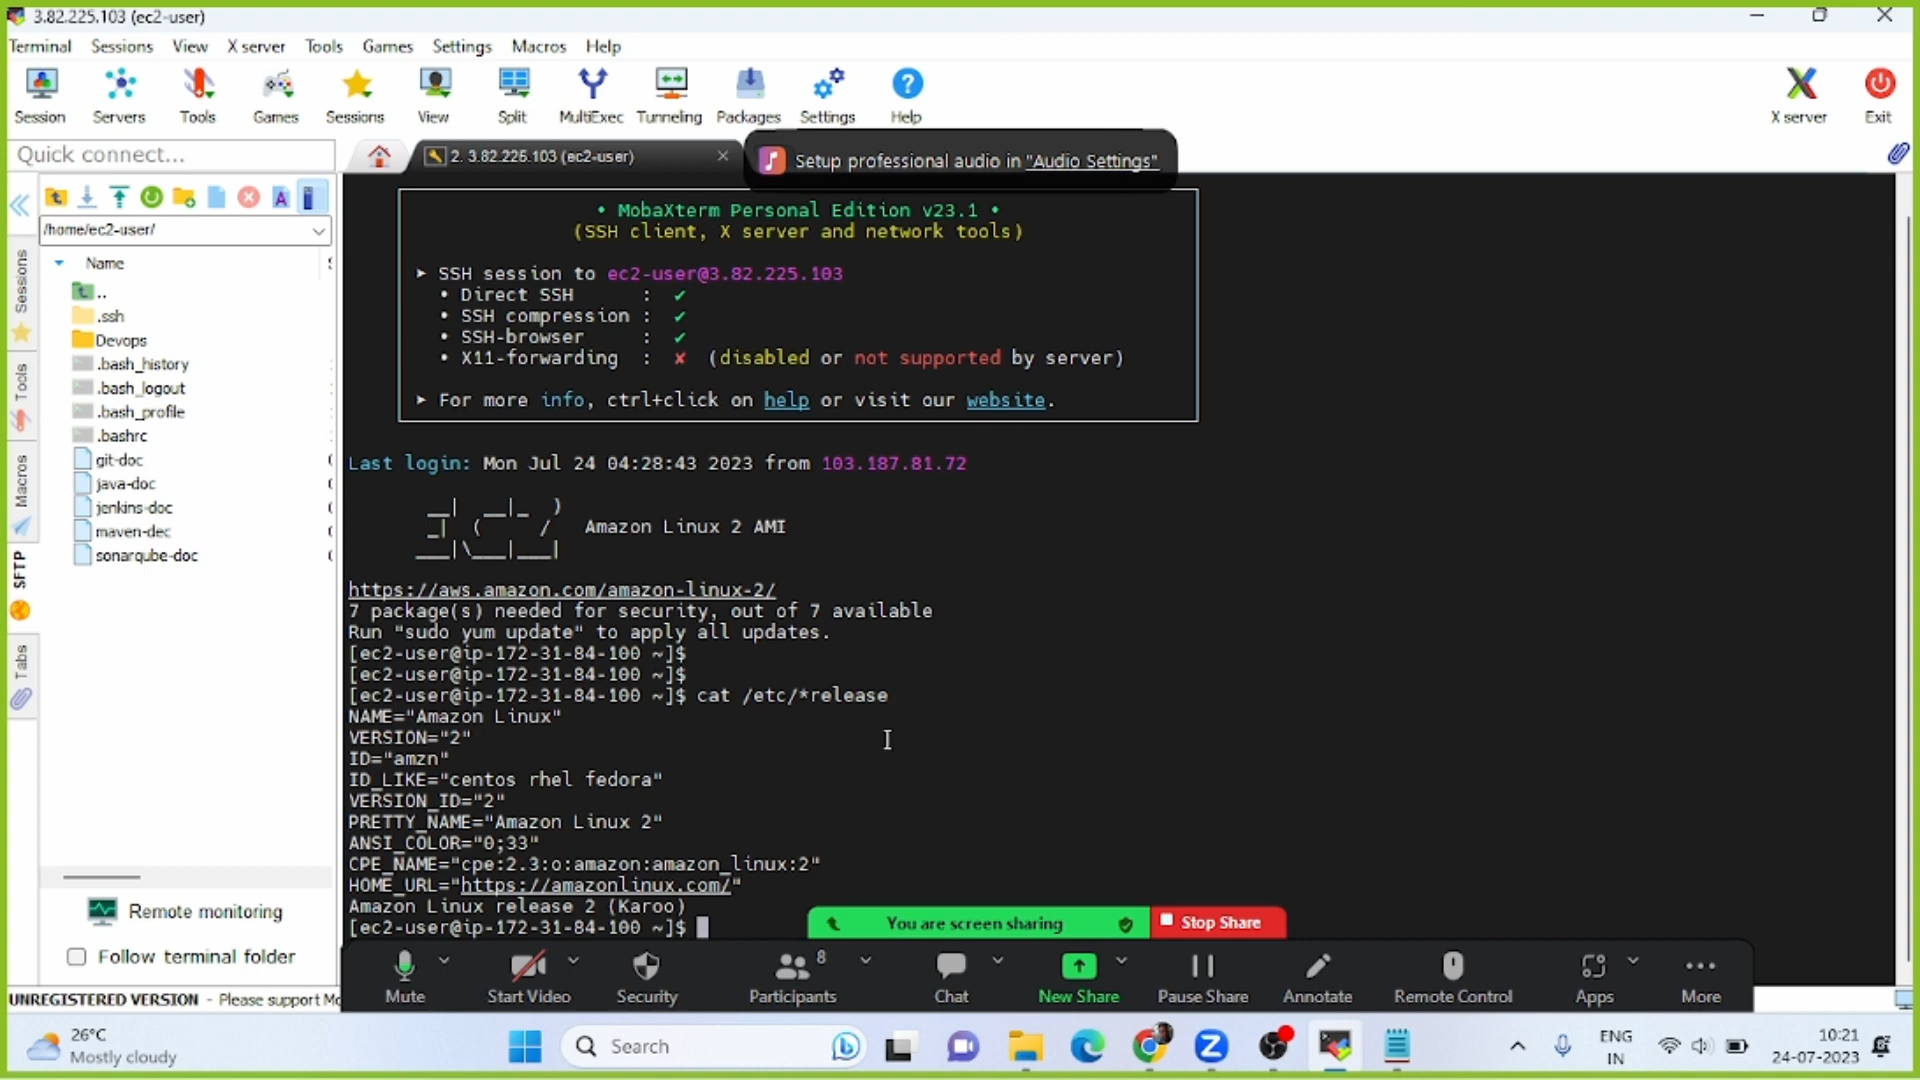 3.82.225.103 (ec2-user)
Terminal Sessions View X server Tools Games Settings Macros Help
Session Servers Tools Games Sessions View Split MultiExec Tunneling Packages Settings Help X server Exit
Quick connect...
2. 3.82.225.103 (ec2-user)
Setup professional audio in "Audio Settings"
/home/ec2-user/
Name
..
.ssh
Devops
.bash_history
.bash_logout
.bash_profile
.bashrc
git-doc
java-doc
jenkins-doc
maven-dec
sonarqube-doc
Sessions
Tools
Macros
SFTP
Tabs
Remote monitoring
Follow terminal folder
UNREGISTERED VERSION - Please support Mo
• MobaXterm Personal Edition v23.1 •
(SSH client, X server and network tools)
➤ SSH session to ec2-user@3.82.225.103
• Direct SSH : ✔
• SSH compression : ✔
• SSH-browser : ✔
• X11-forwarding : ✘ (disabled or not supported by server)
➤ For more info, ctrl+click on help or visit our website.
Last login: Mon Jul 24 04:28:43 2023 from 103.187.81.72
__| __|_ )
_| ( / Amazon Linux 2 AMI
___|\___|___|
https://aws.amazon.com/amazon-linux-2/
7 package(s) needed for security, out of 7 available
Run "sudo yum update" to apply all updates.
[ec2-user@ip-172-31-84-100 ~]$
[ec2-user@ip-172-31-84-100 ~]$
[ec2-user@ip-172-31-84-100 ~]$ cat /etc/*release
NAME="Amazon Linux"
VERSION="2"
ID="amzn"
ID_LIKE="centos rhel fedora"
VERSION_ID="2"
PRETTY_NAME="Amazon Linux 2"
ANSI_COLOR="0;33"
CPE_NAME="cpe:2.3:o:amazon:amazon_linux:2"
HOME_URL="https://amazonlinux.com/"
Amazon Linux release 2 (Karoo)
[ec2-user@ip-172-31-84-100 ~]$
You are screen sharing Stop Share
8
Mute Start Video Security Participants Chat New Share Pause Share Annotate Remote Control Apps More
26°C
Mostly cloudy
Search
ENG
IN
10:21
24-07-2023